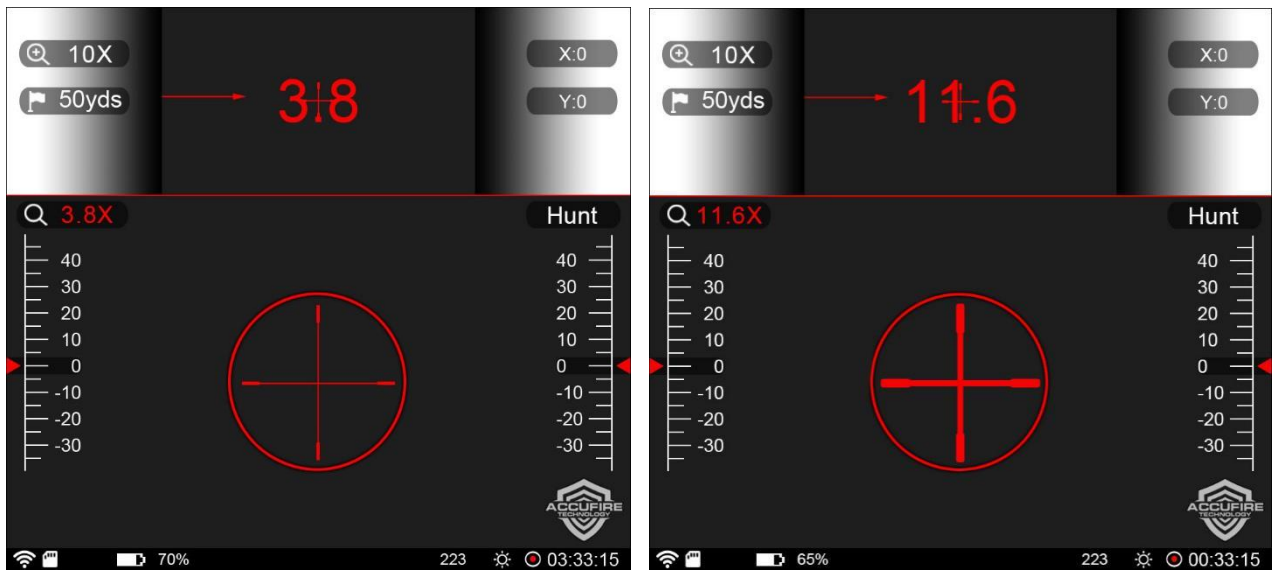 10X
X:0
3.8
50yds
Y:0
3.8X
Hunt
40 40
30 30
20 20
10 10
0 0
-10 -10
-20 -20
-30 -30
ACCUFIRE
TECHNOLOGY
70% 223 03:33:15
10X
X:0
11.6
50yds
Y:0
11.6X
Hunt
40 40
30 30
20 20
10 10
0 0
-10 -10
-20 -20
-30 -30
ACCUFIRE
TECHNOLOGY
65% 223 00:33:15